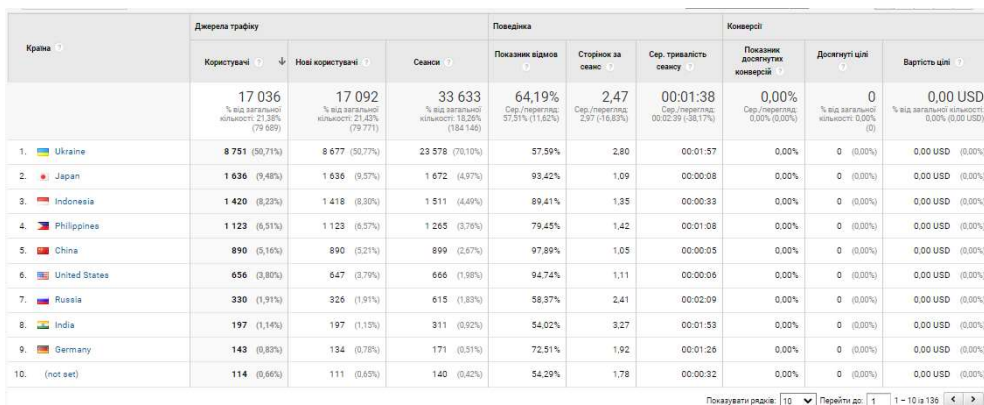 Країна
Джерела трафіку Поведінка Конверсії
Користувачі Нові користувачі Сеанси Показник відмов Сторінок за сеанс Сер. тривалість сеансу Показник досягнутих конверсій Досягнуті цілі Вартість цілі
17 036 17 092 33 633 64,19% 2,47 00:01:38 0,00% 0 0,00 USD
% від загальної % від загальної % від загальної Сер./перегляд: Сер./перегляд: Сер./перегляд: Сер./перегляд: % від загальної % від загальної кількості:
кількості: 21,38% кількості: 21,43% кількості: 18,26% 57,51% (11,62%) 2,97 (-16,83%) 00:02:39 (-38,17%) 0,00% (0,00%) кількості: 0,00% 0,00% (0,00 USD)
(79 689) (79 771) (184 146) (0)
1. Ukraine 8 751 (50,71%) 8 677 (50,77%) 23 578 (70,10%) 57,59% 2,80 00:01:57 0,00% 0 (0,00%) 0,00 USD (0,00%)
2. Japan 1 636 (9,48%) 1 636 (9,57%) 1 672 (4,97%) 93,42% 1,09 00:00:08 0,00% 0 (0,00%) 0,00 USD (0,00%)
3. Indonesia 1 420 (8,23%) 1 418 (8,30%) 1 511 (4,49%) 89,41% 1,35 00:00:33 0,00% 0 (0,00%) 0,00 USD (0,00%)
4. Philippines 1 123 (6,51%) 1 123 (6,57%) 1 265 (3,76%) 79,45% 1,42 00:01:08 0,00% 0 (0,00%) 0,00 USD (0,00%)
5. China 890 (5,16%) 890 (5,21%) 899 (2,67%) 97,89% 1,05 00:00:05 0,00% 0 (0,00%) 0,00 USD (0,00%)
6. United States 656 (3,80%) 647 (3,79%) 666 (1,98%) 94,74% 1,11 00:00:06 0,00% 0 (0,00%) 0,00 USD (0,00%)
7. Russia 330 (1,91%) 326 (1,91%) 615 (1,83%) 58,37% 2,41 00:02:09 0,00% 0 (0,00%) 0,00 USD (0,00%)
8. India 197 (1,14%) 197 (1,15%) 311 (0,92%) 54,02% 3,27 00:01:53 0,00% 0 (0,00%) 0,00 USD (0,00%)
9. Germany 143 (0,83%) 134 (0,78%) 171 (0,51%) 72,51% 1,92 00:01:26 0,00% 0 (0,00%) 0,00 USD (0,00%)
10. (not set) 114 (0,66%) 111 (0,65%) 140 (0,42%) 54,29% 1,78 00:00:32 0,00% 0 (0,00%) 0,00 USD (0,00%)
Показувати рядків: 10 Перейти до: 1 1 – 10 із 136